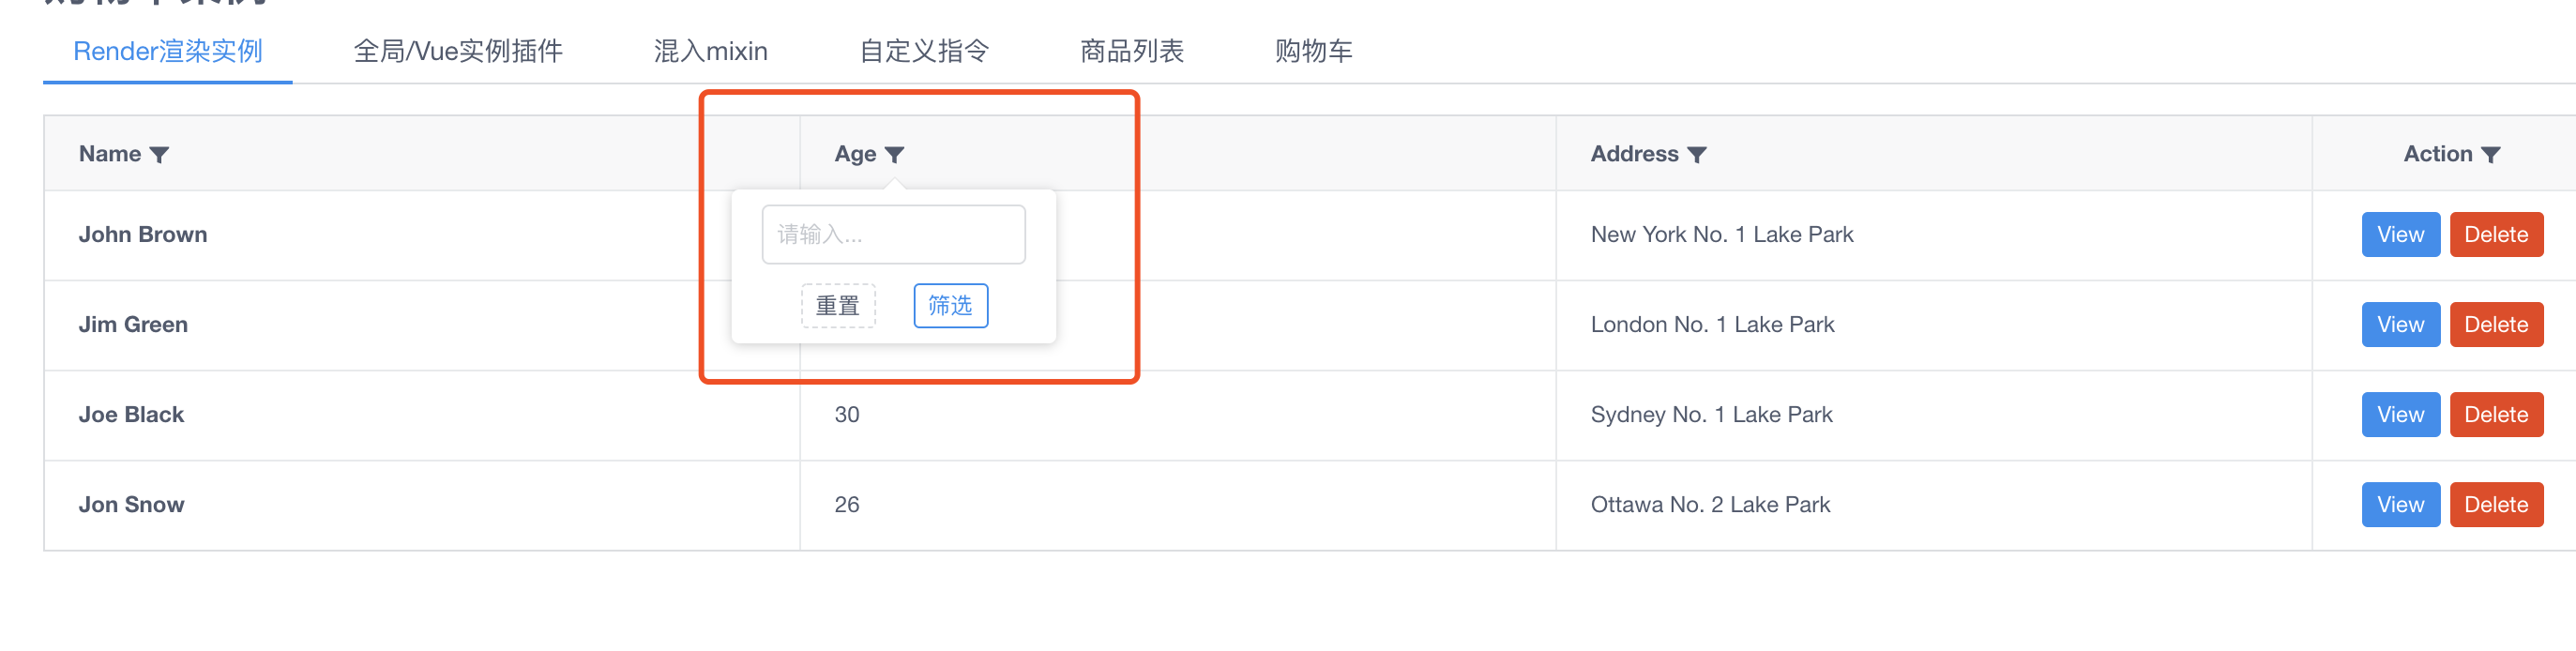 Render渲染实例 全局/Vue实例插件 混入mixin 自定义指令 商品列表 购物车
Name Age Address Action
John Brown New York No. 1 Lake Park View Delete
请输入...
重置 筛选
Jim Green London No. 1 Lake Park View Delete
Joe Black 30 Sydney No. 1 Lake Park View Delete
Jon Snow 26 Ottawa No. 2 Lake Park View Delete